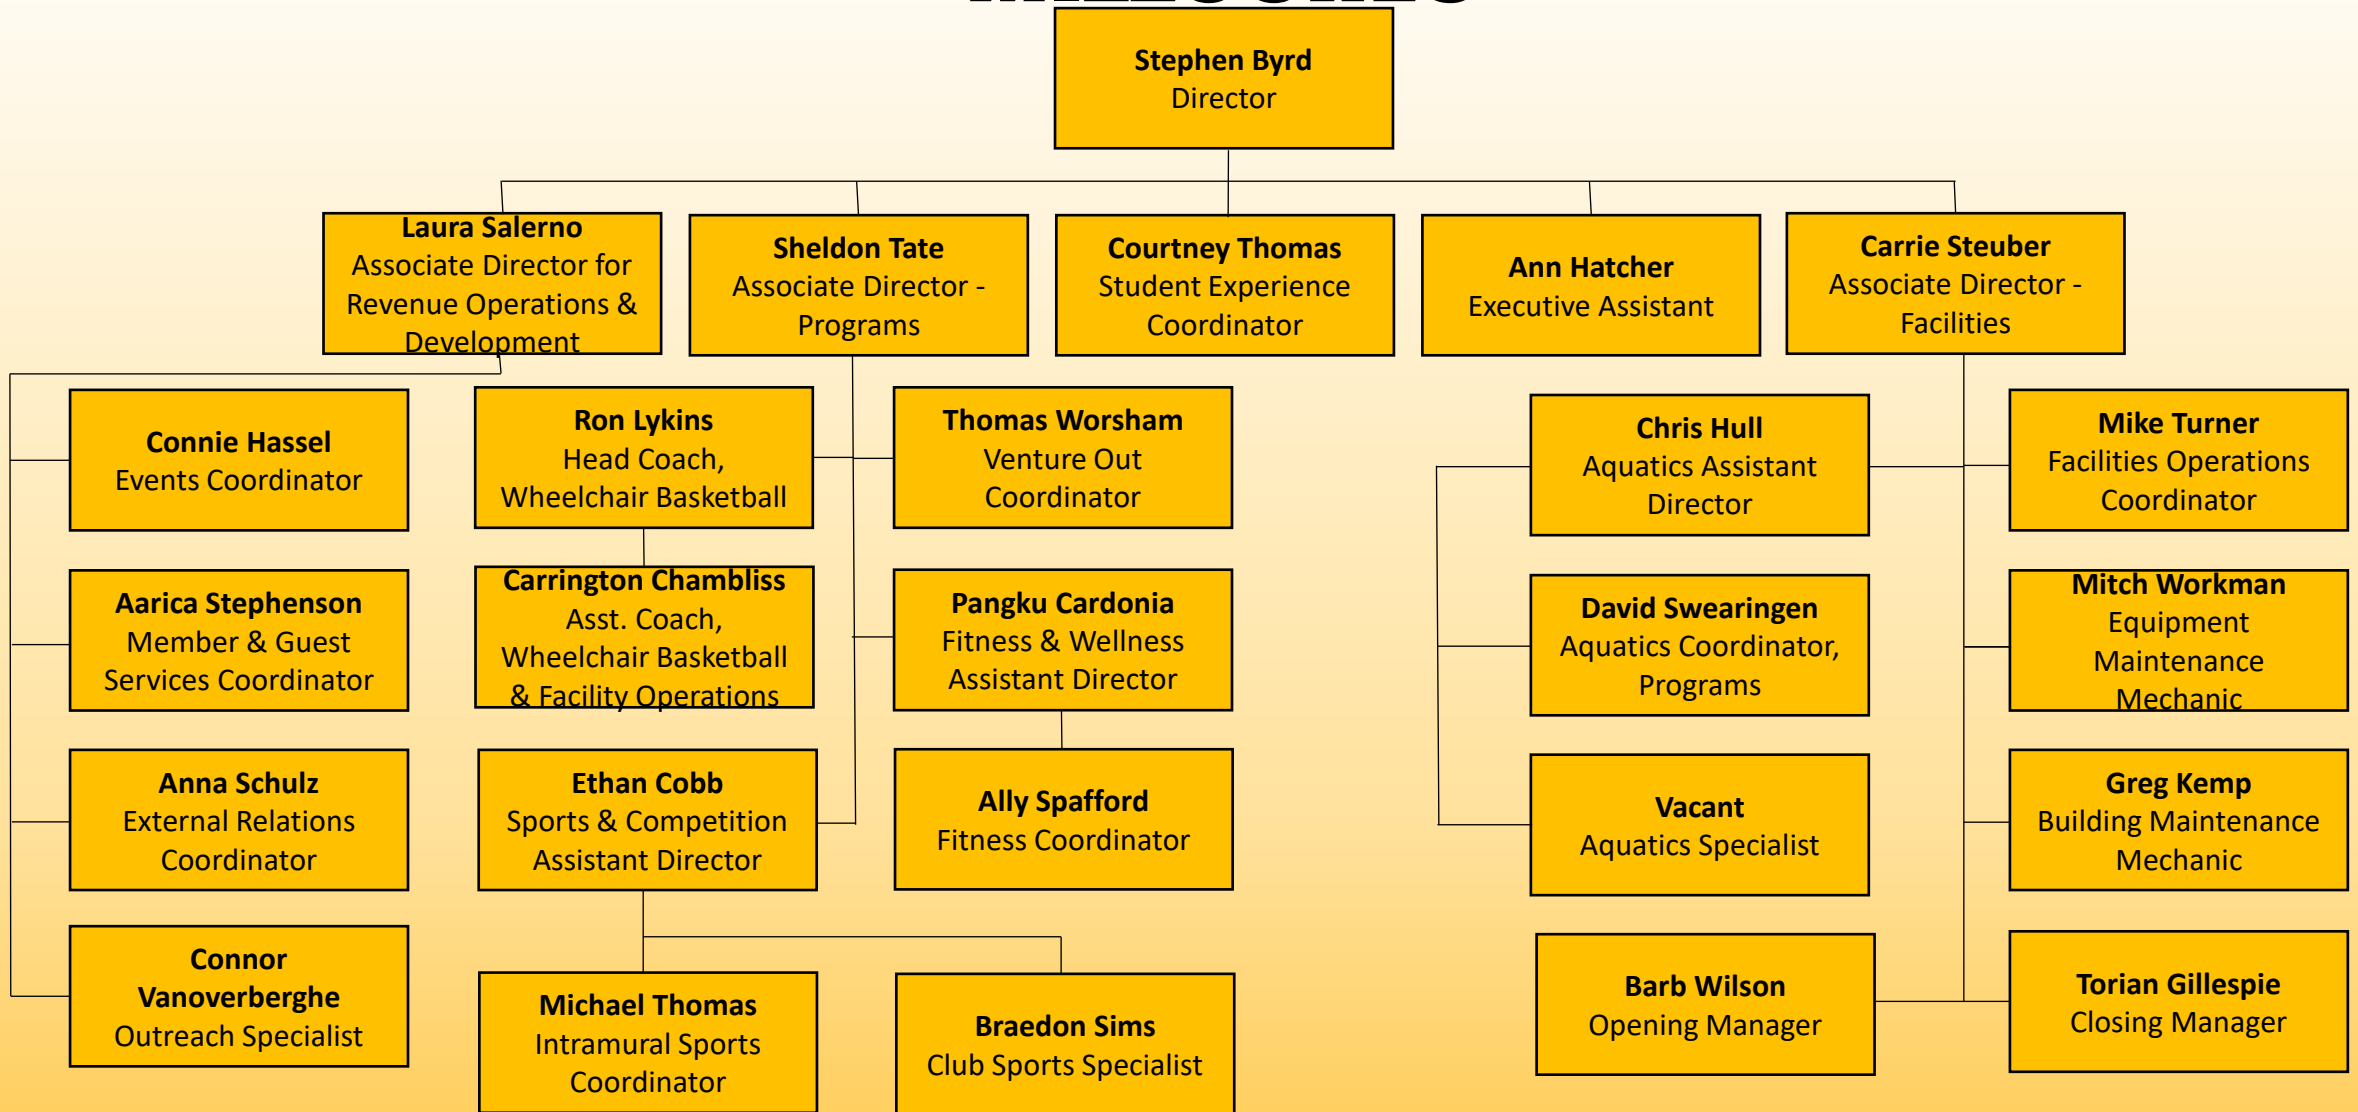 Stephen Byrd
Director
Laura Salerno
Associate Director for
Revenue Operations &
Development
Sheldon Tate
Associate Director -
Programs
Courtney Thomas
Student Experience
Coordinator
Ann Hatcher
Executive Assistant
Carrie Steuber
Associate Director -
Facilities
Connie Hassel
Events Coordinator
Ron Lykins
Head Coach,
Wheelchair Basketball
Thomas Worsham
Venture Out
Coordinator
Chris Hull
Aquatics Assistant
Director
Mike Turner
Facilities Operations
Coordinator
Aarica Stephenson
Member & Guest
Services Coordinator
Carrington Chambliss
Asst. Coach,
Wheelchair Basketball
& Facility Operations
Pangku Cardonia
Fitness & Wellness
Assistant Director
David Swearingen
Aquatics Coordinator,
Programs
Mitch Workman
Equipment
Maintenance
Mechanic
Anna Schulz
External Relations
Coordinator
Ethan Cobb
Sports & Competition
Assistant Director
Ally Spafford
Fitness Coordinator
Vacant
Aquatics Specialist
Greg Kemp
Building Maintenance
Mechanic
Connor
Vanoverberghe
Outreach Specialist
Michael Thomas
Intramural Sports
Coordinator
Braedon Sims
Club Sports Specialist
Barb Wilson
Opening Manager
Torian Gillespie
Closing Manager